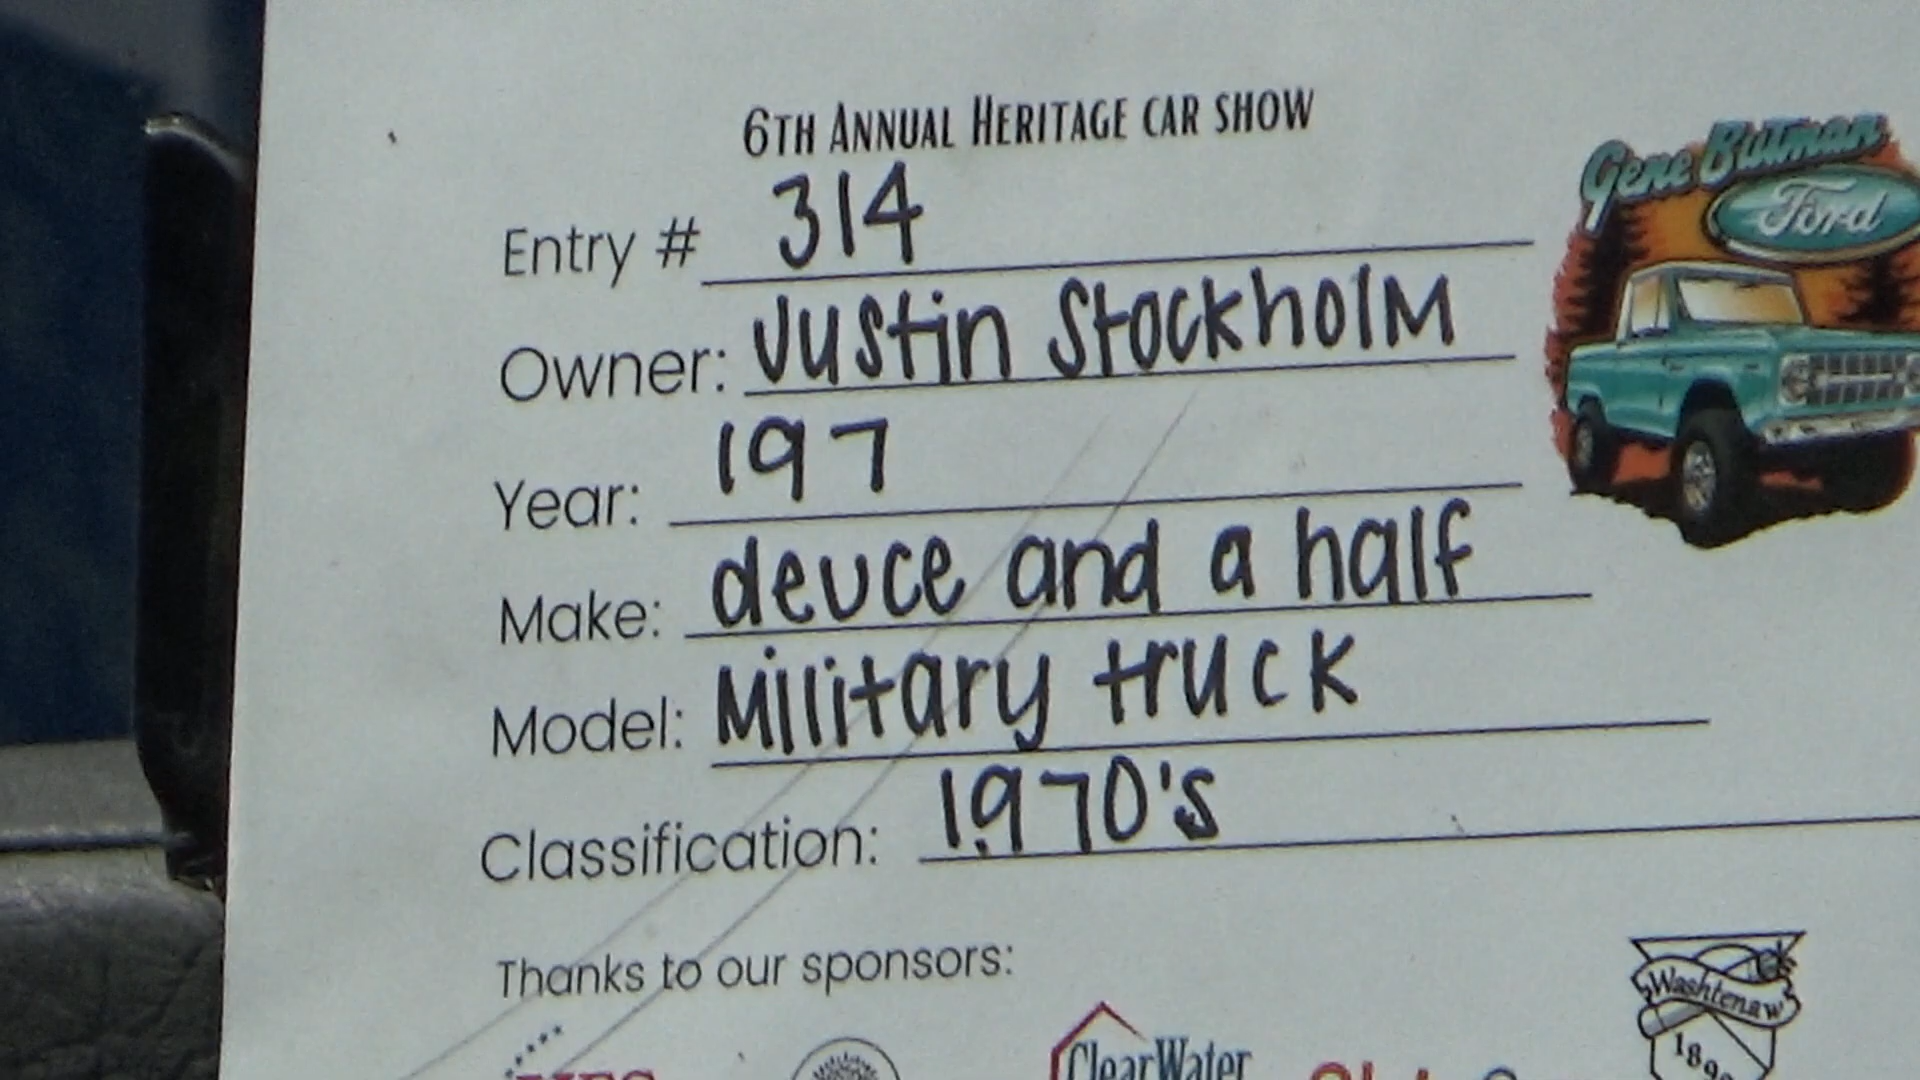 6TH ANNUAL HERITAGE CAR SHOW
Gene Butman
Ford
Entry # 314
Owner: Justin StockholM
Year: 197
Make: deuce and a half
Model: Military truck
Classification: 1970's
Thanks to our sponsors:
Washtenaw
ClearWater